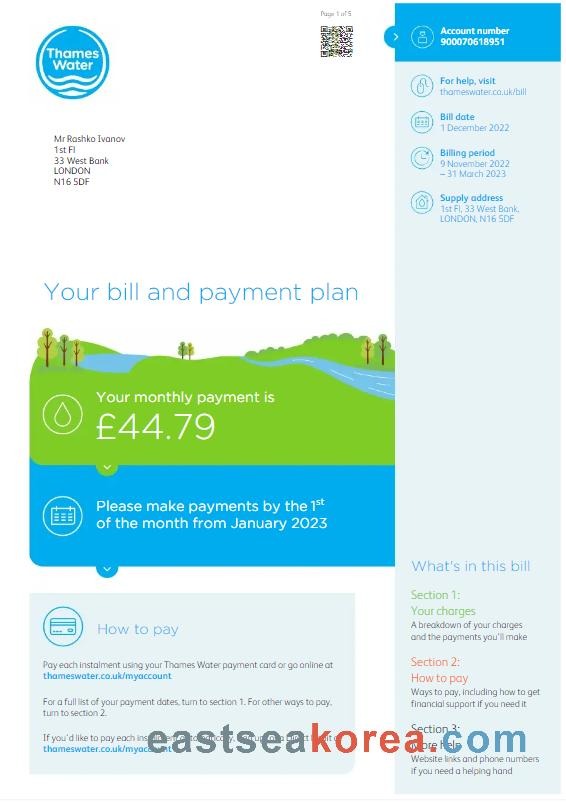 Page 1 of 5
Thames
Water
Account number
900070618951
For help, visit
thameswater.co.uk/bill
Bill date
1 December 2022
Billing period
9 November 2022
– 31 March 2023
Supply address
1st Fl, 33 West Bank,
LONDON, N16 5DF
Mr Rashko Ivanov
1st Fl
33 West Bank
LONDON
N16 5DF
Your bill and payment plan
Your monthly payment is
£44.79
Please make payments by the 1st
of the month from January 2023
How to pay
Pay each instalment using your Thames Water payment card or go online at
thameswater.co.uk/myaccount
For a full list of your payment dates, turn to section 1. For other ways to pay,
turn to section 2.
If you'd like to pay each
thameswater.co.uk/myaccount
What's in this bill
Section 1:
Your charges
A breakdown of your charges
and the payments you'll make
Section 2:
How to pay
Ways to pay, including how to get
financial support if you need it
Section 3:
More help
Website links and phone numbers
if you need a helping hand
eastseakorea.com